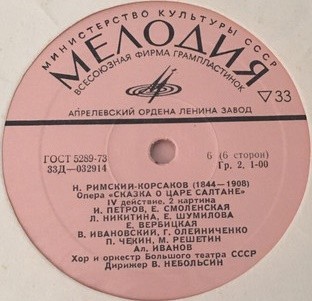 МИНИСТЕРСТВО КУЛЬТУРЫ СССР
МЕЛОДИЯ
ВСЕСОЮЗНАЯ ФИРМА ГРАМПЛАСТИНОК
АПРЕЛЕВСКИЙ ОРДЕНА ЛЕНИНА ЗАВОД
▽33
ГОСТ 5289-73
33Д—032914
6 (6 сторон)
Гр. 2, 1-00
Н. РИМСКИЙ-КОРСАКОВ (1844—1908)
Опера «СКАЗКА О ЦАРЕ САЛТАНЕ»
IV действие, 2 картина
И. ПЕТРОВ, Е. СМОЛЕНСКАЯ
Л. НИКИТИНА, Е. ШУМИЛОВА
Е. ВЕРБИЦКАЯ
В. ИВАНОВСКИЙ, Г. ОЛЕЙНИЧЕНКО
П. ЧЕКИН, М. РЕШЕТИН
Ал. ИВАНОВ
Хор и оркестр Большого театра СССР
Дирижер В. НЕБОЛЬСИН